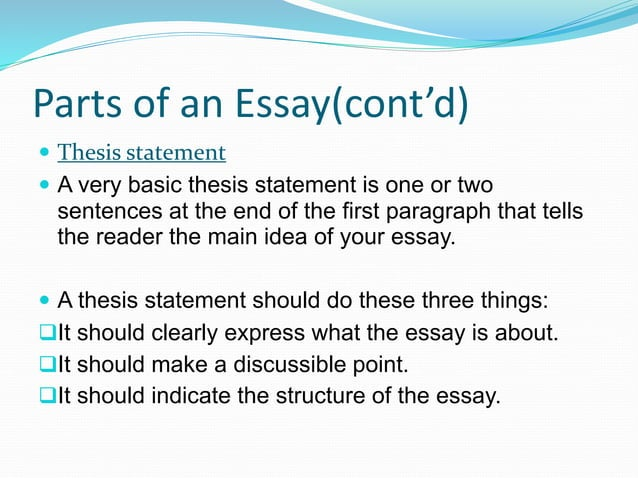 Parts of an Essay(cont’d)
Thesis statement
A very basic thesis statement is one or two
sentences at the end of the first paragraph that tells
the reader the main idea of your essay.
A thesis statement should do these three things:
It should clearly express what the essay is about.
It should make a discussible point.
It should indicate the structure of the essay.